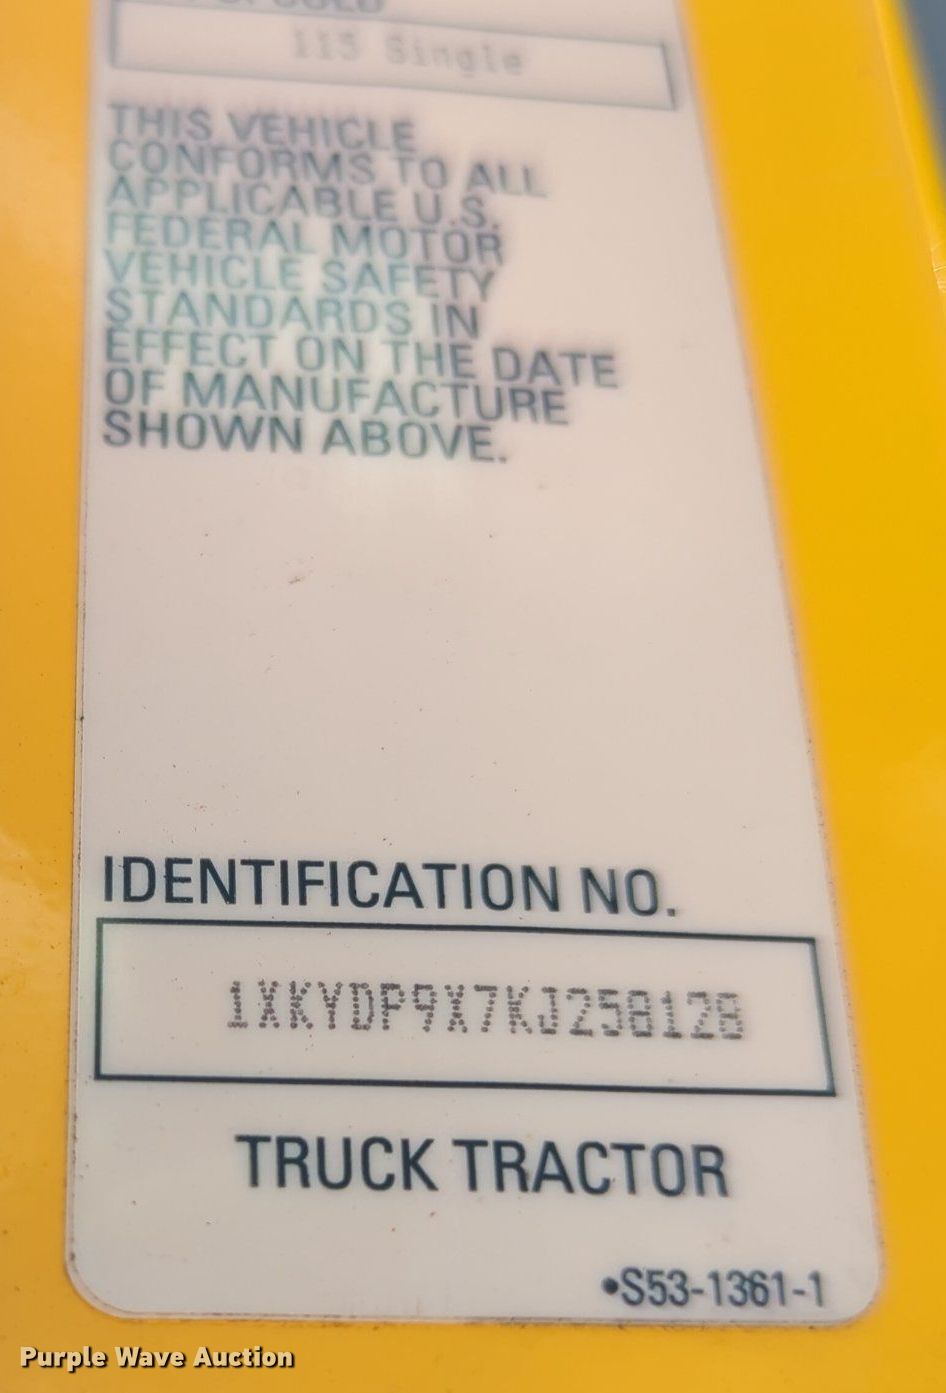 COLD
115 Single
THIS VEHICLE
CONFORMS TO ALL
APPLICABLE U.S.
FEDERAL MOTOR
VEHICLE SAFETY
STANDARDS IN
EFFECT ON THE DATE
OF MANUFACTURE
SHOWN ABOVE.
IDENTIFICATION NO.
1XKYDP9X7KJ258128
TRUCK TRACTOR
•S53-1361-1
Purple Wave Auction